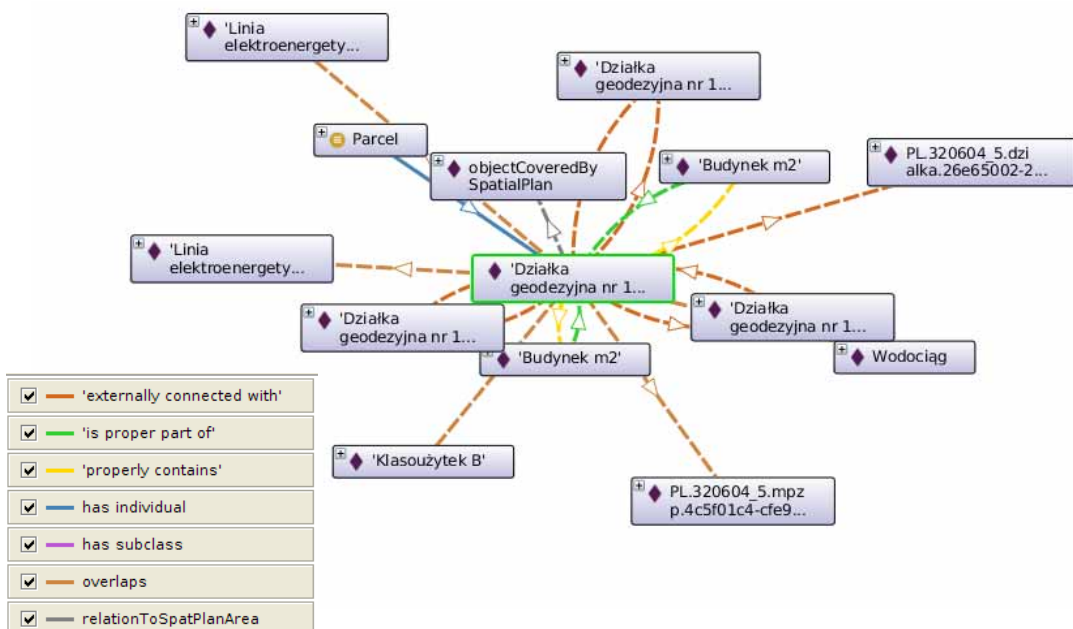 'Linia
elektroenergety...
'Działka
geodezyjna nr 1...
Parcel
objectCoveredBy
SpatialPlan
'Budynek m2'
PL.320604_5.dzi
alka.26e65002-2...
'Linia
elektroenergety...
'Działka
geodezyjna nr 1...
'Działka
geodezyjna nr 1...
'Działka
geodezyjna nr 1...
'Budynek m2'
Wodociąg
'Klasoużytek B'
PL.320604_5.mpz
p.4c5f01c4-cfe9...
'externally connected with'
'is proper part of'
'properly contains'
has individual
has subclass
overlaps
relationToSpatPlanArea